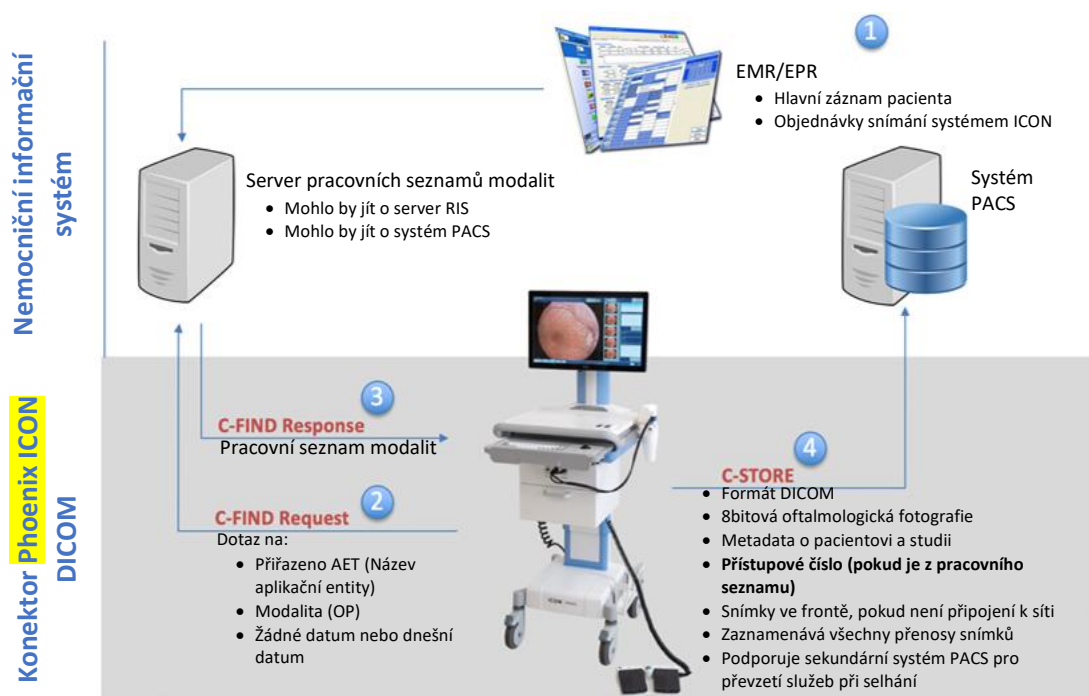 Nemocniční informační
systém
Konektor Phoenix ICON
DICOM
1
EMR/EPR
• Hlavní záznam pacienta
• Objednávky snímání systémem ICON
Server pracovních seznamů modalit
• Mohlo by jít o server RIS
• Mohlo by jít o systém PACS
Systém
PACS
3
C-FIND Response
Pracovní seznam modalit
2
C-FIND Request
Dotaz na:
• Přiřazeno AET (Název
aplikační entity)
• Modalita (OP)
• Žádné datum nebo dnešní
datum
4
C-STORE
• Formát DICOM
• 8bitová oftalmologická fotografie
• Metadata o pacientovi a studii
• Přístupové číslo (pokud je z pracovního
seznamu)
• Snímky ve frontě, pokud není připojení k síti
• Zaznamenává všechny přenosy snímků
• Podporuje sekundární systém PACS pro
převzetí služeb při selhání
ICON